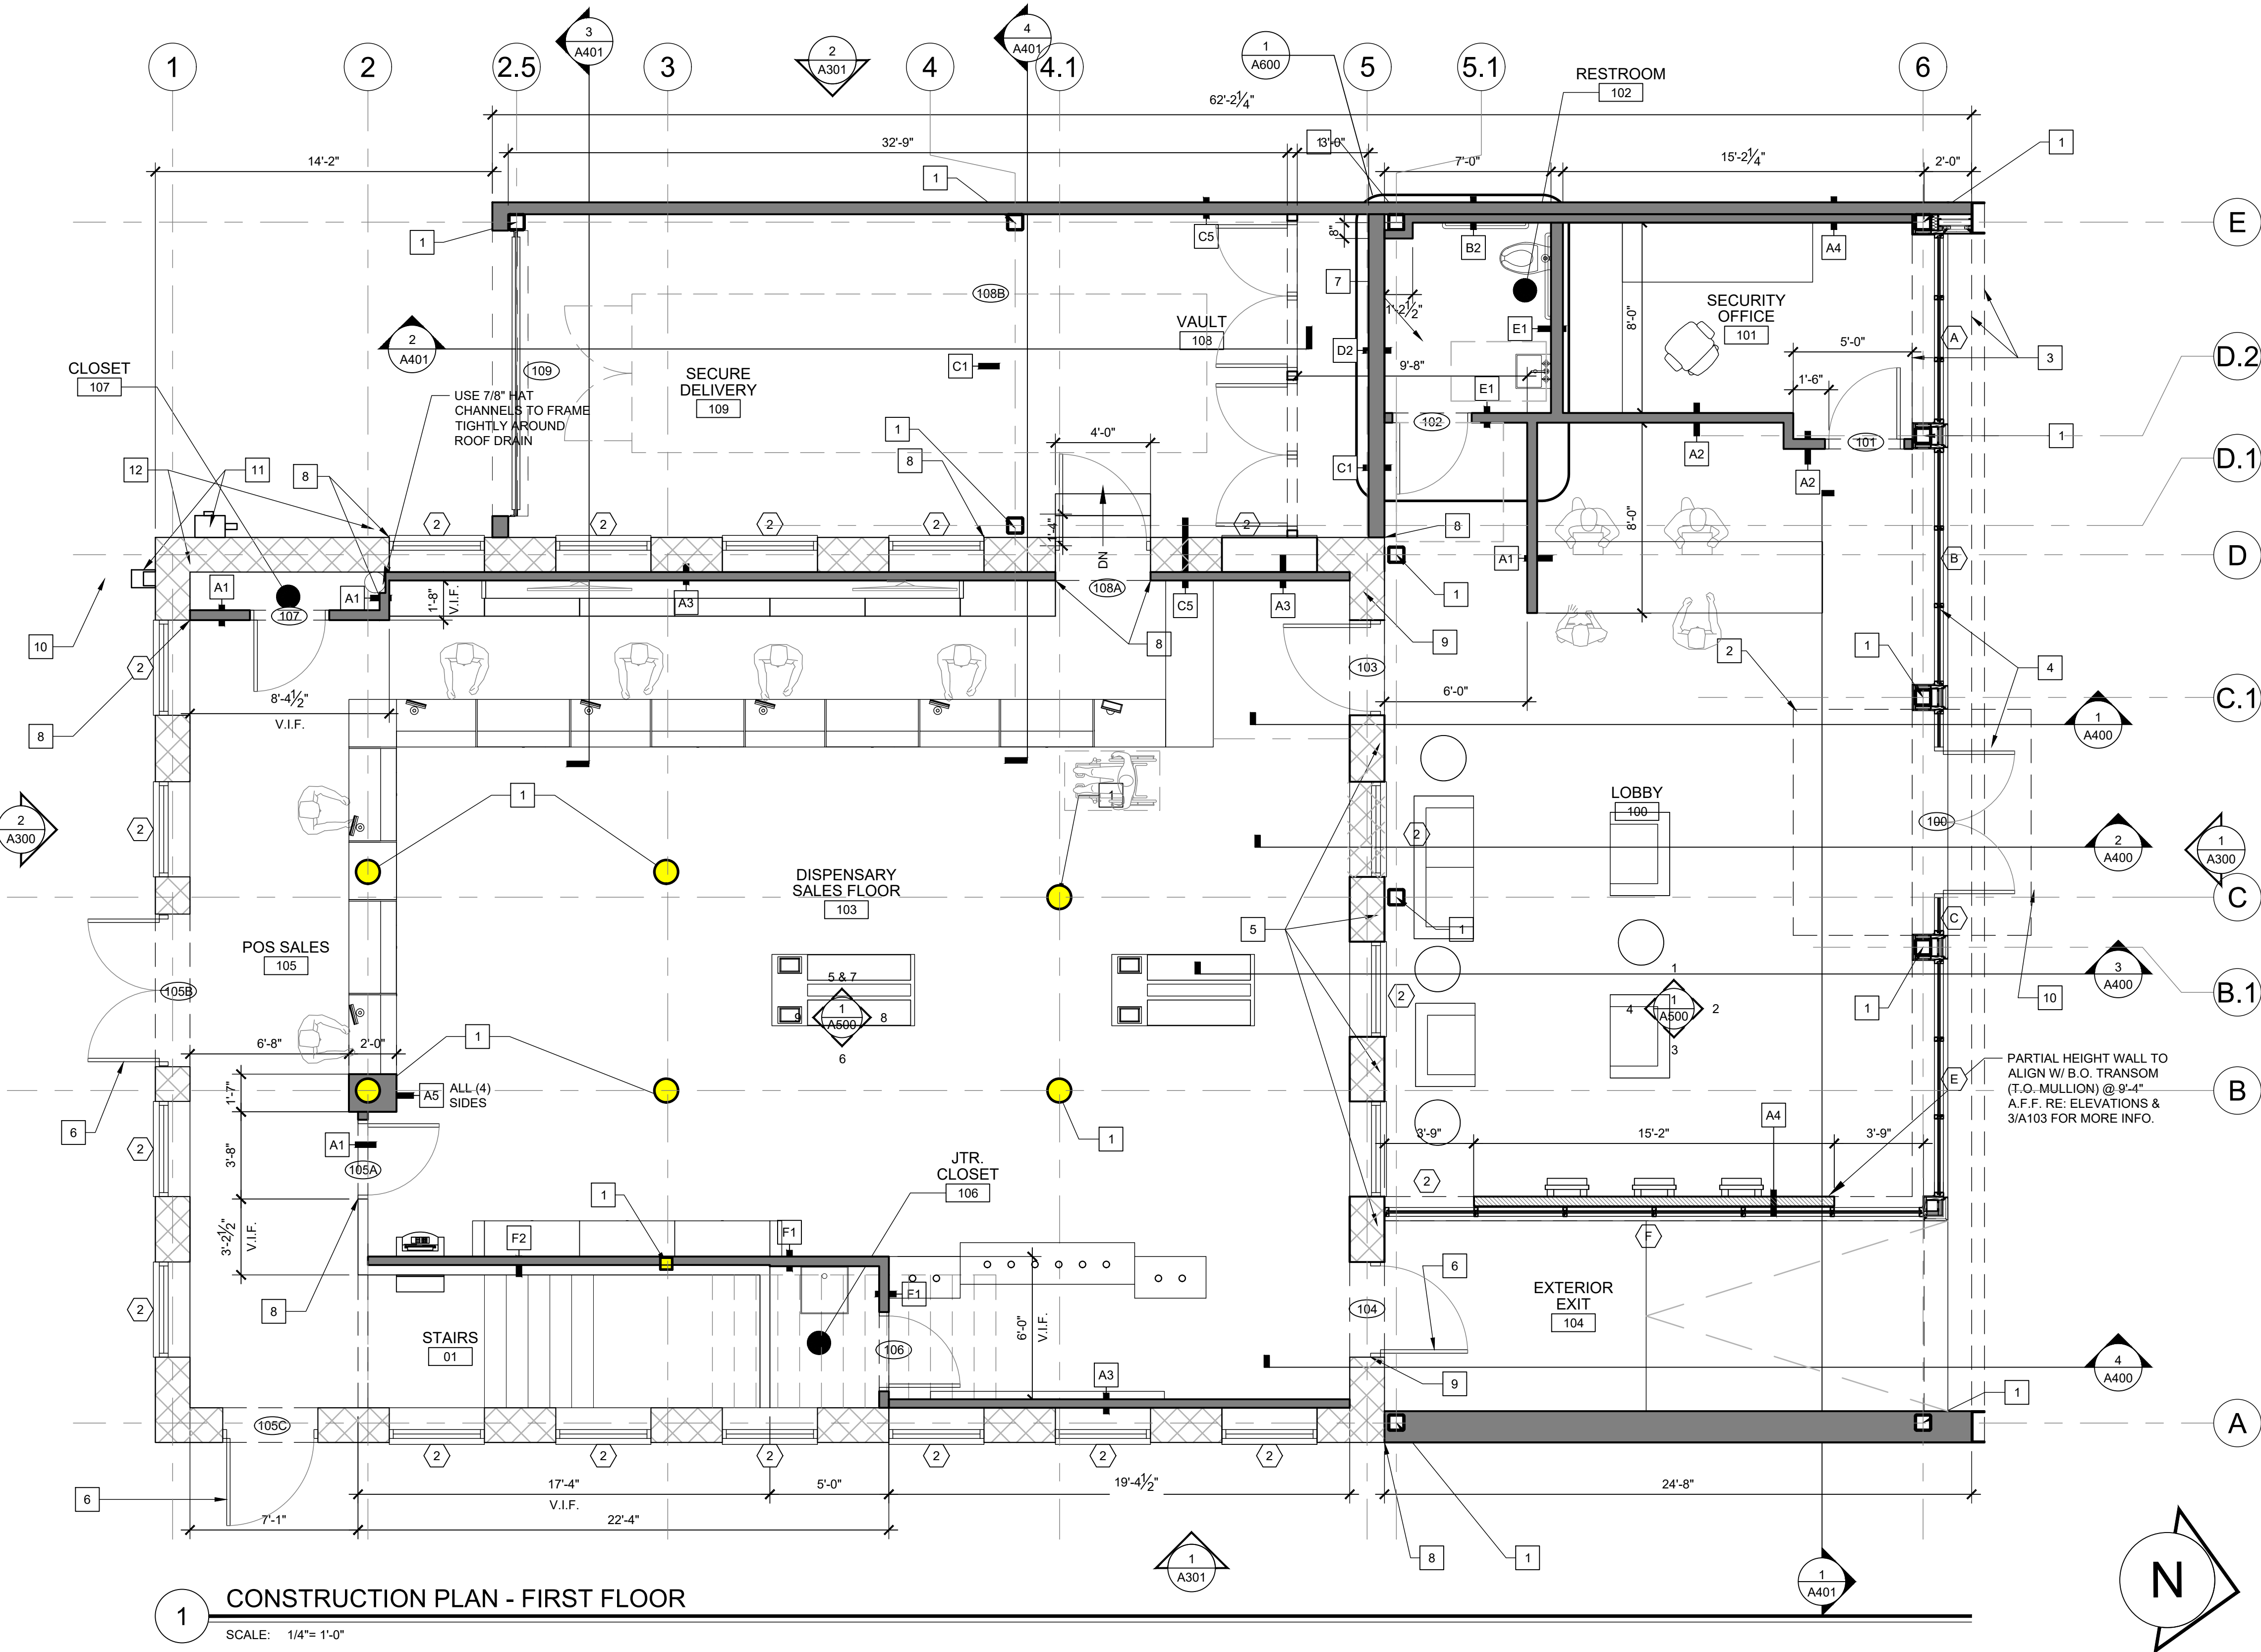 3
A401
2
A301
4
A401
1
A600
1
2
2.5
3
4
4.1
5
5.1
6
RESTROOM
102
62'-2 1/4"
14'-2"
32'-9"
1
3'-0"
7'-0"
15'-2 1/4"
2'-0"
1
1
1
C5
8"
B2
A4
E
7
1'-2 1/2"
SECURITY
OFFICE
101
8'-0"
108B
VAULT
108
E1
A
5'-0"
3
D.2
2
A401
CLOSET
107
109
C1
SECURE
DELIVERY
109
D2
9'-8"
1'-6"
USE 7/8" HAT
CHANNELS TO FRAME
TIGHTLY AROUND
ROOF DRAIN
E1
102
101
1
1
4'-0"
8
C1
A2
A2
D.1
12
11
8
2
2
2
2
2
1'-4"
DN
8
8'-0"
A1
B
D
A1
A1
1'-8"
V.I.F.
A3
108A
C5
A3
1
107
10
2
8
9
103
2
1
4
8'-4 1/2"
V.I.F.
6'-0"
C.1
8
1
A400
1
1
LOBBY
100
2
2
A300
2
100
2
A400
1
A300
DISPENSARY
SALES FLOOR
103
C
C
5
1
POS SALES
105
3
A400
5 & 7
1
4
1
A500
2
3
105B
2
1
10
B.1
9
1
A500
8
6
6'-8"
2'-0"
1
PARTIAL HEIGHT WALL TO
ALIGN W/ B.O. TRANSOM
(T.O. MULLION) @ 9'-4"
A.F.F. RE: ELEVATIONS &
3/A103 FOR MORE INFO.
E
B
1'-7"
A5
ALL (4)
SIDES
6
2
A1
1
3'-9"
15'-2"
A4
3'-9"
3'-8"
105A
JTR.
CLOSET
106
2
1
3'-2 1/2"
V.I.F.
F2
F1
F
8
2
F1
6
EXTERIOR
EXIT
104
104
STAIRS
01
106
6'-0"
V.I.F.
4
A400
A3
9
1
105C
A
2
2
2
2
2
2
6
17'-4"
V.I.F.
5'-0"
19'-4 1/2"
24'-8"
7'-1"
22'-4"
8
1
1
A301
1
A401
N
1
CONSTRUCTION PLAN - FIRST FLOOR
SCALE: 1/4"= 1'-0"